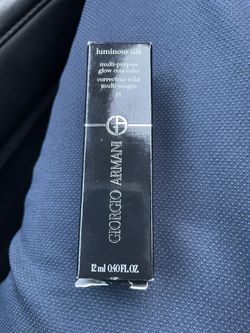 luminous silk
multi-purpose
glow concealer
correcteur éclat
multi-usages
GIORGIO ARMANI
12 ml 0.40 FL.OZ.